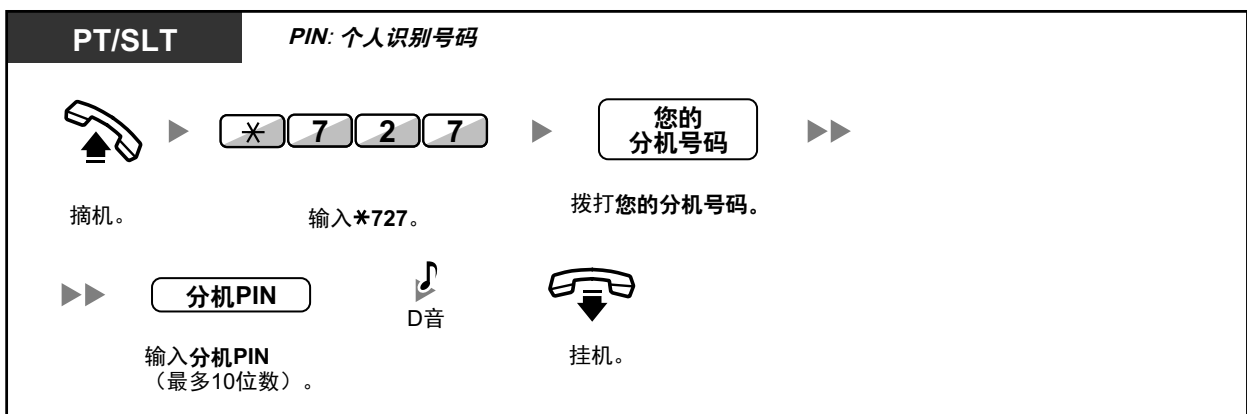 PT/SLT
PIN: 个人识别号码
* 7 2 7
您的
分机号码
摘机。
输入*727。
拨打您的分机号码。
分机PIN
D音
输入分机PIN
（最多10位数）。
挂机。